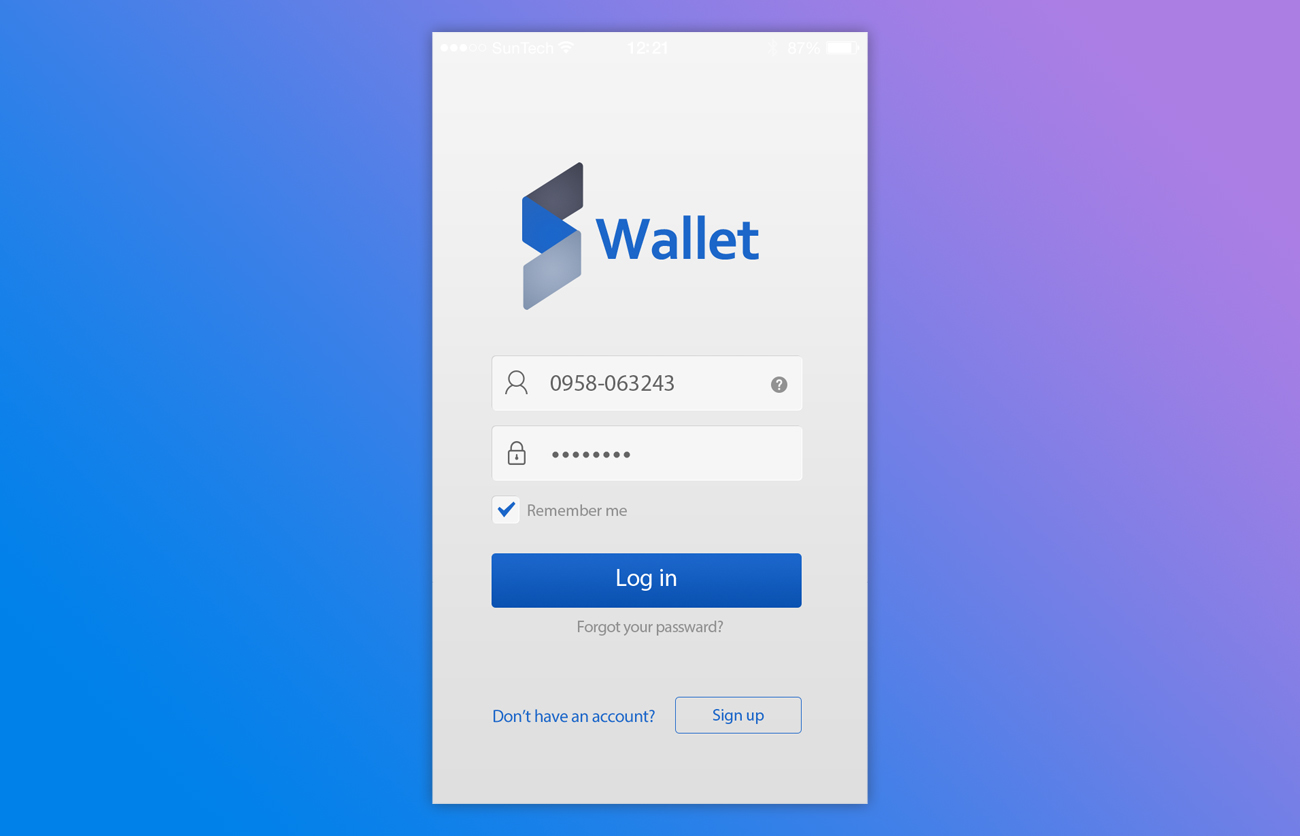 SunTech 12:21 87%
Wallet
0958-063243
••••••••
Remember me
Log in
Forgot your passward?
Don't have an account? Sign up